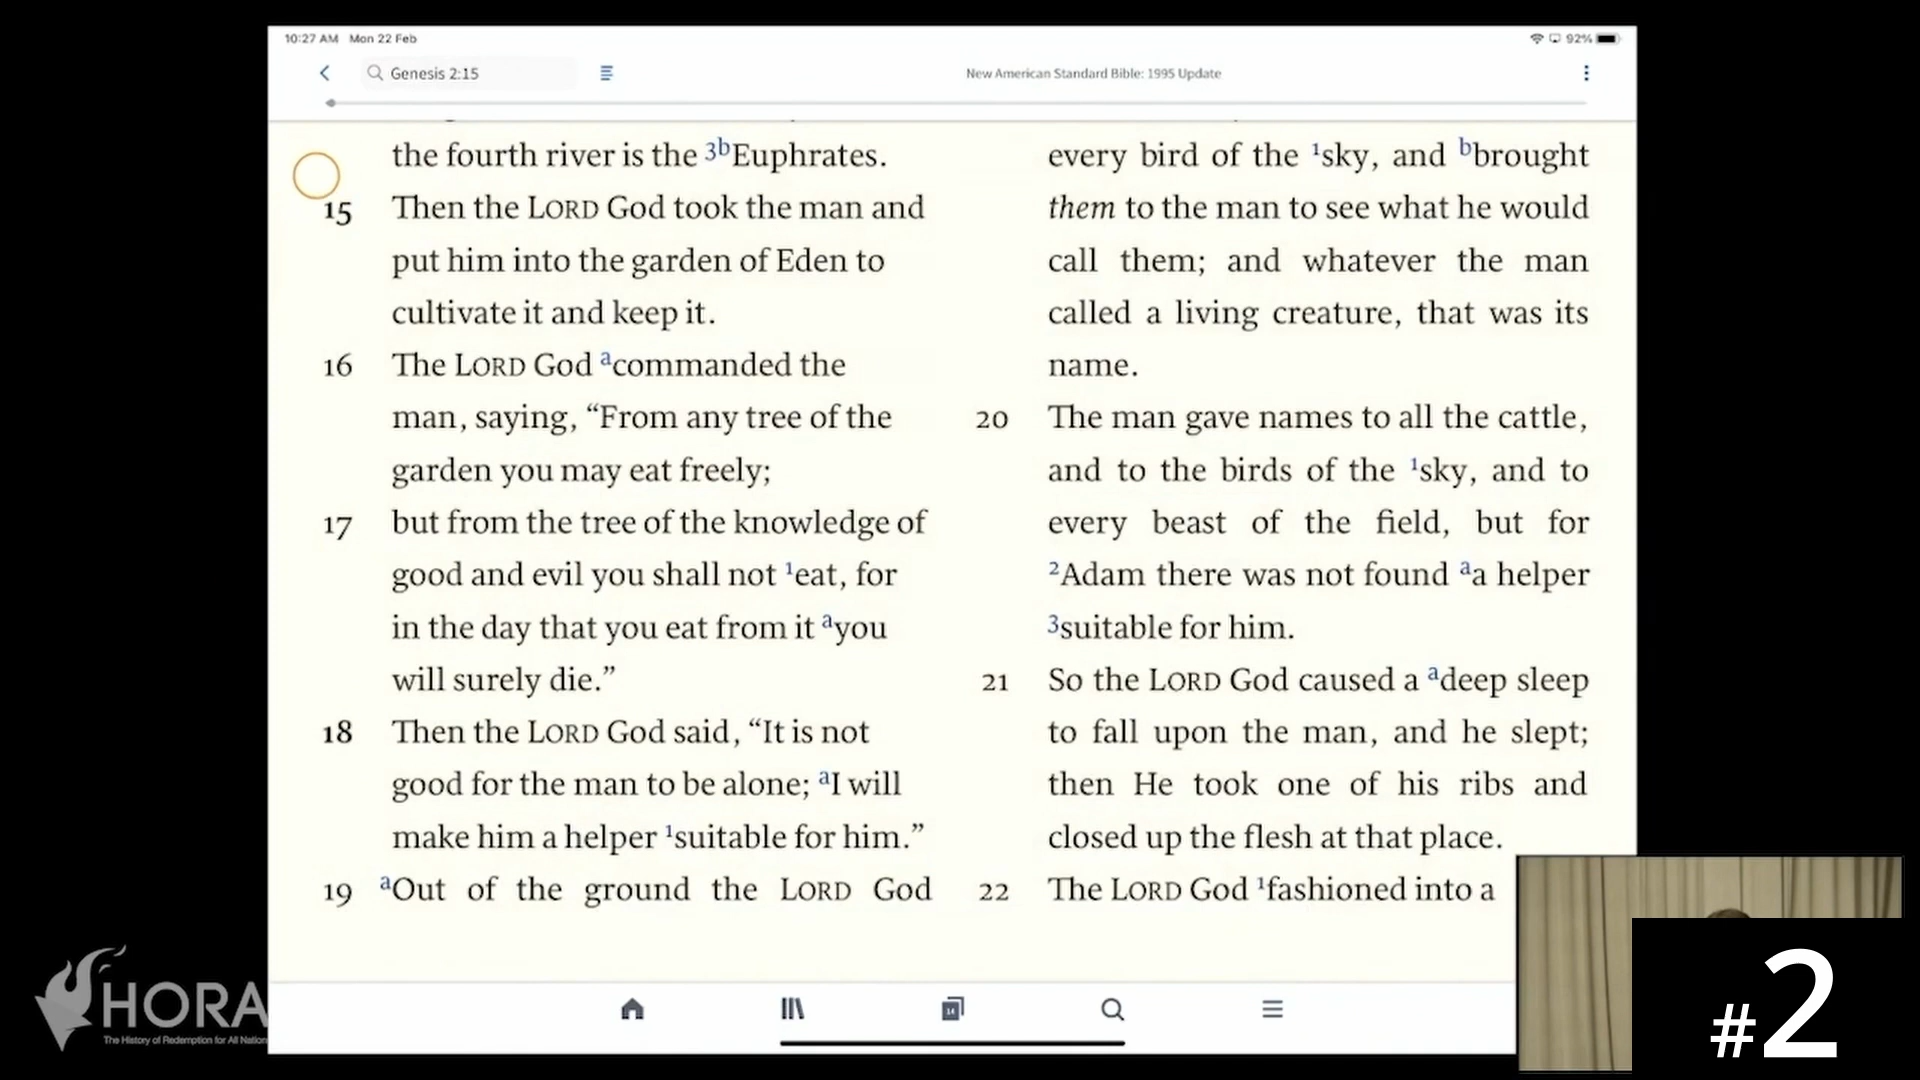 10:27 AM Mon 22 Feb
92%
Genesis 2:15
New American Standard Bible: 1995 Update
the fourth river is the 3bEuphrates.
15 Then the LORD God took the man and
put him into the garden of Eden to
cultivate it and keep it.
16 The LORD God acommanded the
man, saying, “From any tree of the
garden you may eat freely;
17 but from the tree of the knowledge of
good and evil you shall not 1eat, for
in the day that you eat from it ayou
will surely die.”
18 Then the LORD God said, “It is not
good for the man to be alone; aI will
make him a helper 1suitable for him.”
19 aOut of the ground the LORD God
every bird of the 1sky, and bbrought
them to the man to see what he would
call them; and whatever the man
called a living creature, that was its
name.
20 The man gave names to all the cattle,
and to the birds of the 1sky, and to
every beast of the field, but for
2Adam there was not found aa helper
3suitable for him.
21 So the LORD God caused a adeep sleep
to fall upon the man, and he slept;
then He took one of his ribs and
closed up the flesh at that place.
22 The LORD God 1fashioned into a
14
HORA
The History of Redemption for All Nation
#2